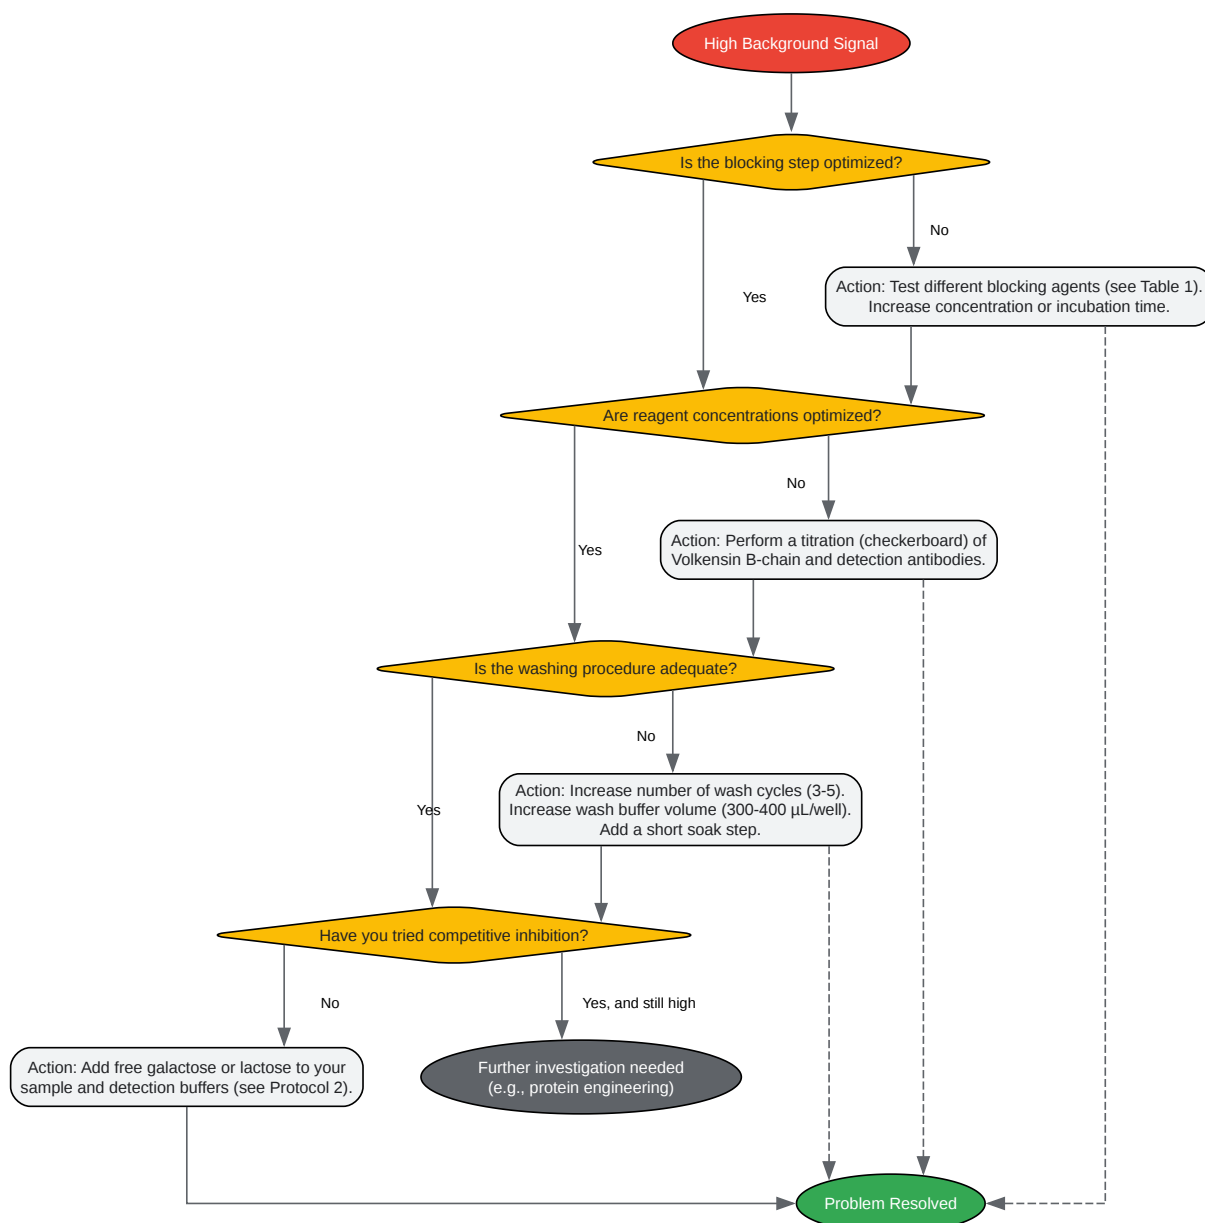 High Background Signal
Is the blocking step optimized?
No
Action: Test different blocking agents (see Table 1).
Increase concentration or incubation time.
Yes
Are reagent concentrations optimized?
No
Action: Perform a titration (checkerboard) of
Volkensin B-chain and detection antibodies.
Yes
Is the washing procedure adequate?
No
Action: Increase number of wash cycles (3-5).
Increase wash buffer volume (300-400 µL/well).
Add a short soak step.
Yes
Have you tried competitive inhibition?
No
Yes, and still high
Action: Add free galactose or lactose to your
sample and detection buffers (see Protocol 2).
Further investigation needed
(e.g., protein engineering)
Problem Resolved